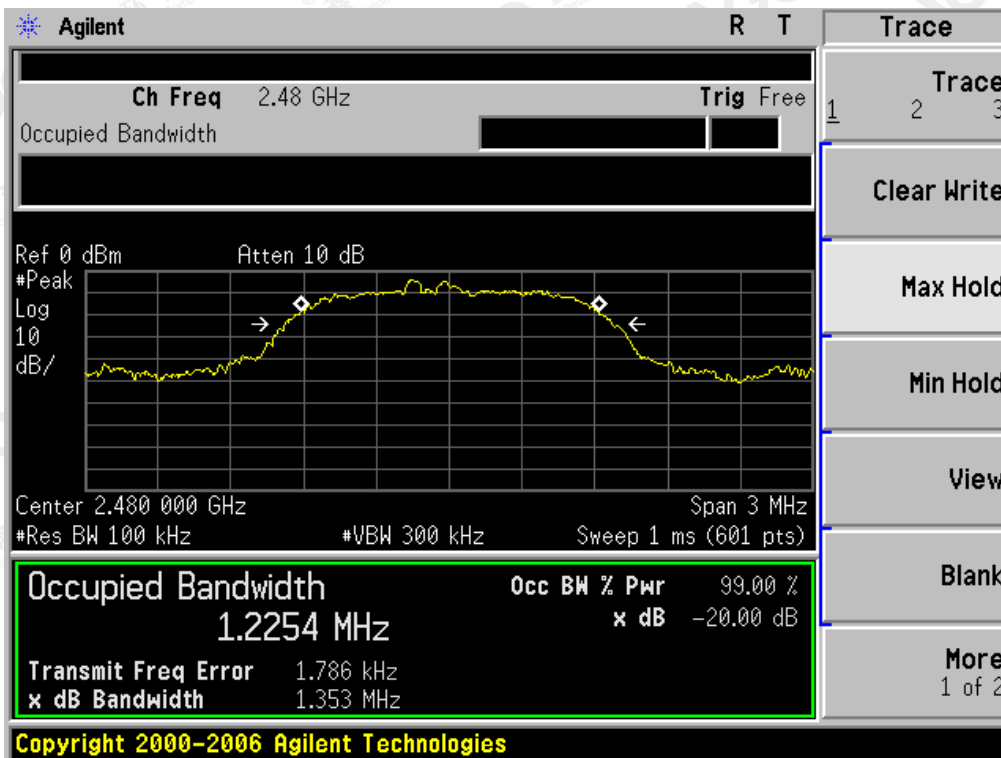 Agilent R T Trace
Ch Freq 2.48 GHz Trig Free
Occupied Bandwidth
Trace
1 2 3
Clear Write
Max Hold
Min Hold
View
Blank
More
1 of 2
Ref 0 dBm Atten 10 dB
#Peak
Log
10
dB/
Center 2.480 000 GHz Span 3 MHz
#Res BW 100 kHz #VBW 300 kHz Sweep 1 ms (601 pts)
Occupied Bandwidth Occ BW % Pwr 99.00 %
1.2254 MHz x dB -20.00 dB
Transmit Freq Error 1.786 kHz
x dB Bandwidth 1.353 MHz
Copyright 2000-2006 Agilent Technologies